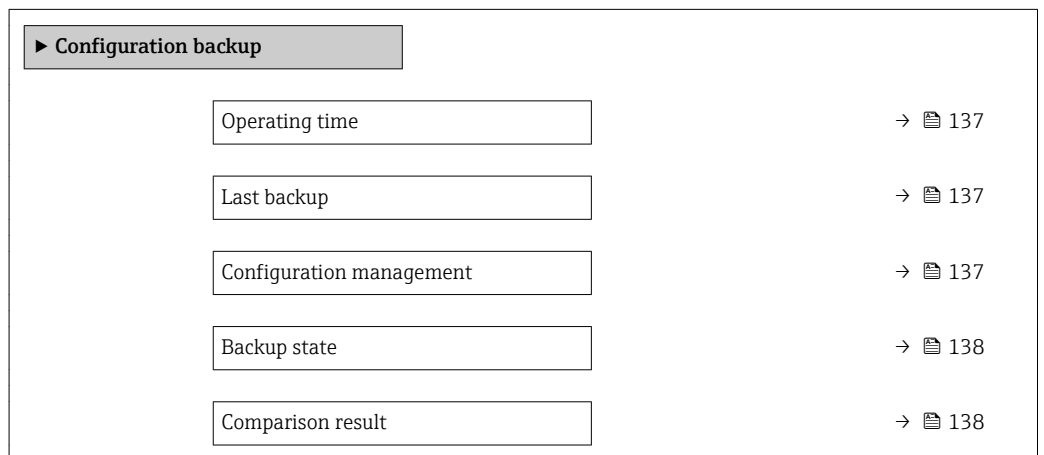 ▶ Configuration backup
Operating time → 137
Last backup → 137
Configuration management → 137
Backup state → 138
Comparison result → 138